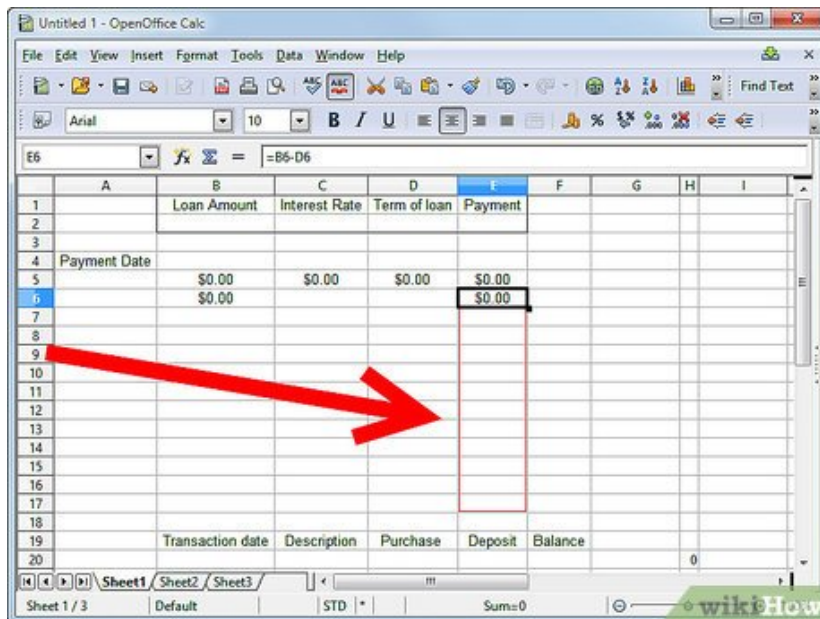 Untitled 1 - OpenOffice Calc
File Edit View Insert Format Tools Data Window Help
ABC ABC Find Text
Arial 10 B I U
E6 =B6-D6
A B C D E F G H I
1 Loan Amount Interest Rate Term of loan Payment
2
3
4 Payment Date
5 $0.00 $0.00 $0.00 $0.00
6 $0.00 $0.00
7
8
9
10
11
12
13
14
15
16
17
18
19 Transaction date Description Purchase Deposit Balance
20 0
Sheet1 Sheet2 Sheet3
Sheet 1 / 3 Default STD * Sum=0
wikiHow